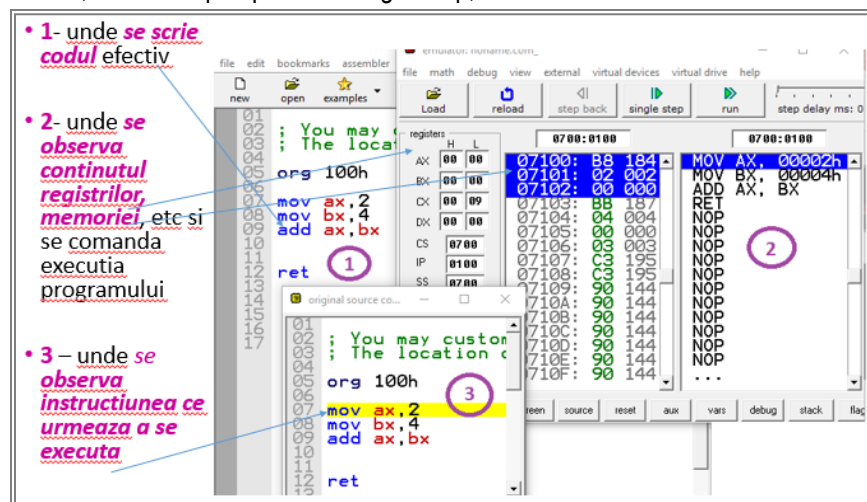 • 1- unde se scrie
codul efectiv
• 2- unde se
observa
continutul
registrilor,
memoriei, etc si
se comanda
executia
programului
• 3 – unde se
observa
instructiunea ce
urmeaza a se
executa
file edit bookmarks assembler
new open examples
01
02 ; You may
03 ; The locat
04
05 org 100h
06
07 mov ax,2
08 mov bx,4
09 add ax,bx
10
11
12 ret
13
14
15
16
17
1
emulator: noname.com_
file math debug view external virtual devices virtual drive help
Load reload step back single step run step delay ms: 0
registers
H L
AX 00 00
BX 00 00
CX 00 09
DX 00 00
CS 0700
IP 0100
SS 0700
0700:0100 0700:0100
07100: B8 184
07101: 02 002
07102: 00 000
07103: BB 187
07104: 04 004
07105: 00 000
07106: 03 003
07107: C3 195
07108: C3 195
07109: 90 144
0710A: 90 144
0710B: 90 144
0710C: 90 144
0710D: 90 144
0710E: 90 144
0710F: 90 144
MOV AX, 00002h
MOV BX, 00004h
ADD AX, BX
RET
NOP
NOP
NOP
NOP
NOP
NOP
NOP
NOP
NOP
NOP
NOP
...
2
source reset aux vars debug stack
original source co...
01
02 ; You may custom
03 ; The location
04
05 org 100h
06
07 mov ax,2
08 mov bx,4
09 add ax,bx
10
11
12 ret
3